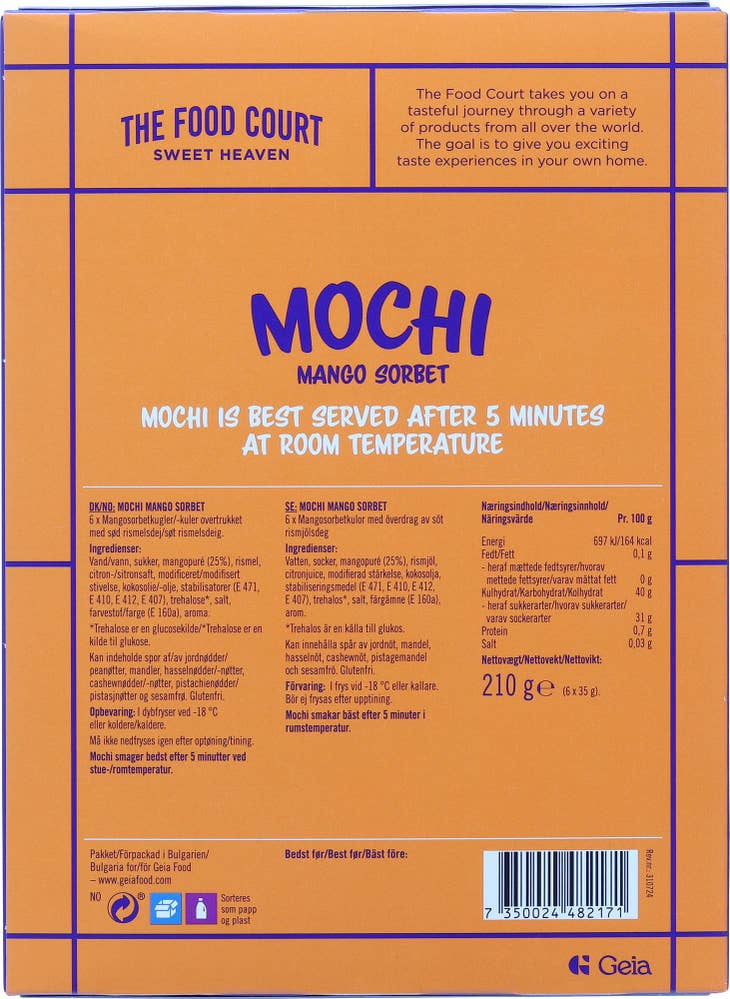 THE FOOD COURT
SWEET HEAVEN
The Food Court takes you on a
tasteful journey through a variety
of products from all over the world.
The goal is to give you exciting
taste experiences in your own home.
MOCHI
MANGO SORBET
MOCHI IS BEST SERVED AFTER 5 MINUTES
AT ROOM TEMPERATURE
DK/NO: MOCHI MANGO SORBET
6 x Mangosorbetkugler/-kuler overtrukket
med sød rismelsdej/søt rismelsdeig.
Ingredienser:
Vand/vann, sukker, mangopuré (25%), rismel,
citron-/sitronsaft, modificeret/modifisert
stivelse, kokosolie/-olje, stabilisatorer (E 471,
E 410, E 412, E 407), trehalose*, salt,
farvestof/farge (E 160a), aroma.
*Trehalose er en glucosekilde/*Trehalose er en
kilde til glukose.
Kan indeholde spor af/av jordnødder/
peanøtter, mandler, hasselnødder/-nøtter,
cashewnødder/-nøtter, pistacienødder/
pistasjnøtter og sesamfrø. Glutenfri.
Opbevaring: I dybfryser ved -18 °C
eller koldere/kaldere.
Må ikke nedfryses igen efter optøning/tining.
Mochi smager bedst efter 5 minutter ved
stue-/romtemperatur.
SE: MOCHI MANGO SORBET
6 x Mangosorbetkulor med överdrag av söt
rismjölsdeg
Ingredienser:
Vatten, socker, mangopuré (25%), rismjöl,
citronjuice, modifierad stärkelse, kokosolja,
stabiliseringsmedel (E 471, E 410, E 412,
E 407), trehalos*, salt, färgämne (E 160a),
arom.
*Trehalos är en källa till glukos.
Kan innehålla spår av jordnöt, mandel,
hasselnöt, cashewnöt, pistagemandel
och sesamfrö. Glutenfri.
Förvaring: I frys vid -18 °C eller kallare.
Bör ej frysas efter upptining.
Mochi smakar bäst efter 5 minuter i
rumstemperatur.
Næringsindhold/Næringsinnhold/
Näringsvärde Pr. 100 g
Energi 697 kJ/164 kcal
Fedt/Fett 0,1 g
- heraf mættede fedtsyrer/hvorav
mettede fettsyrer/varav mättat fett 0 g
Kulhydrat/Karbohydrat/Kolhydrat 40 g
- heraf sukkerarter/hvorav sukkerarter/
varav sockerarter 31 g
Protein 0,7 g
Salt 0,03 g
Nettovægt/Nettovekt/Nettovikt:
210 g e (6 x 35 g).
Pakket/Förpackad i Bulgarien/
Bulgaria for/för Geia Food
– www.geiafood.com
NO
®
Sorteres
som papp
og plast
Bedst før/Best før/Bäst före:
7 350024 482171
Rev.nr.: 310724
Geia